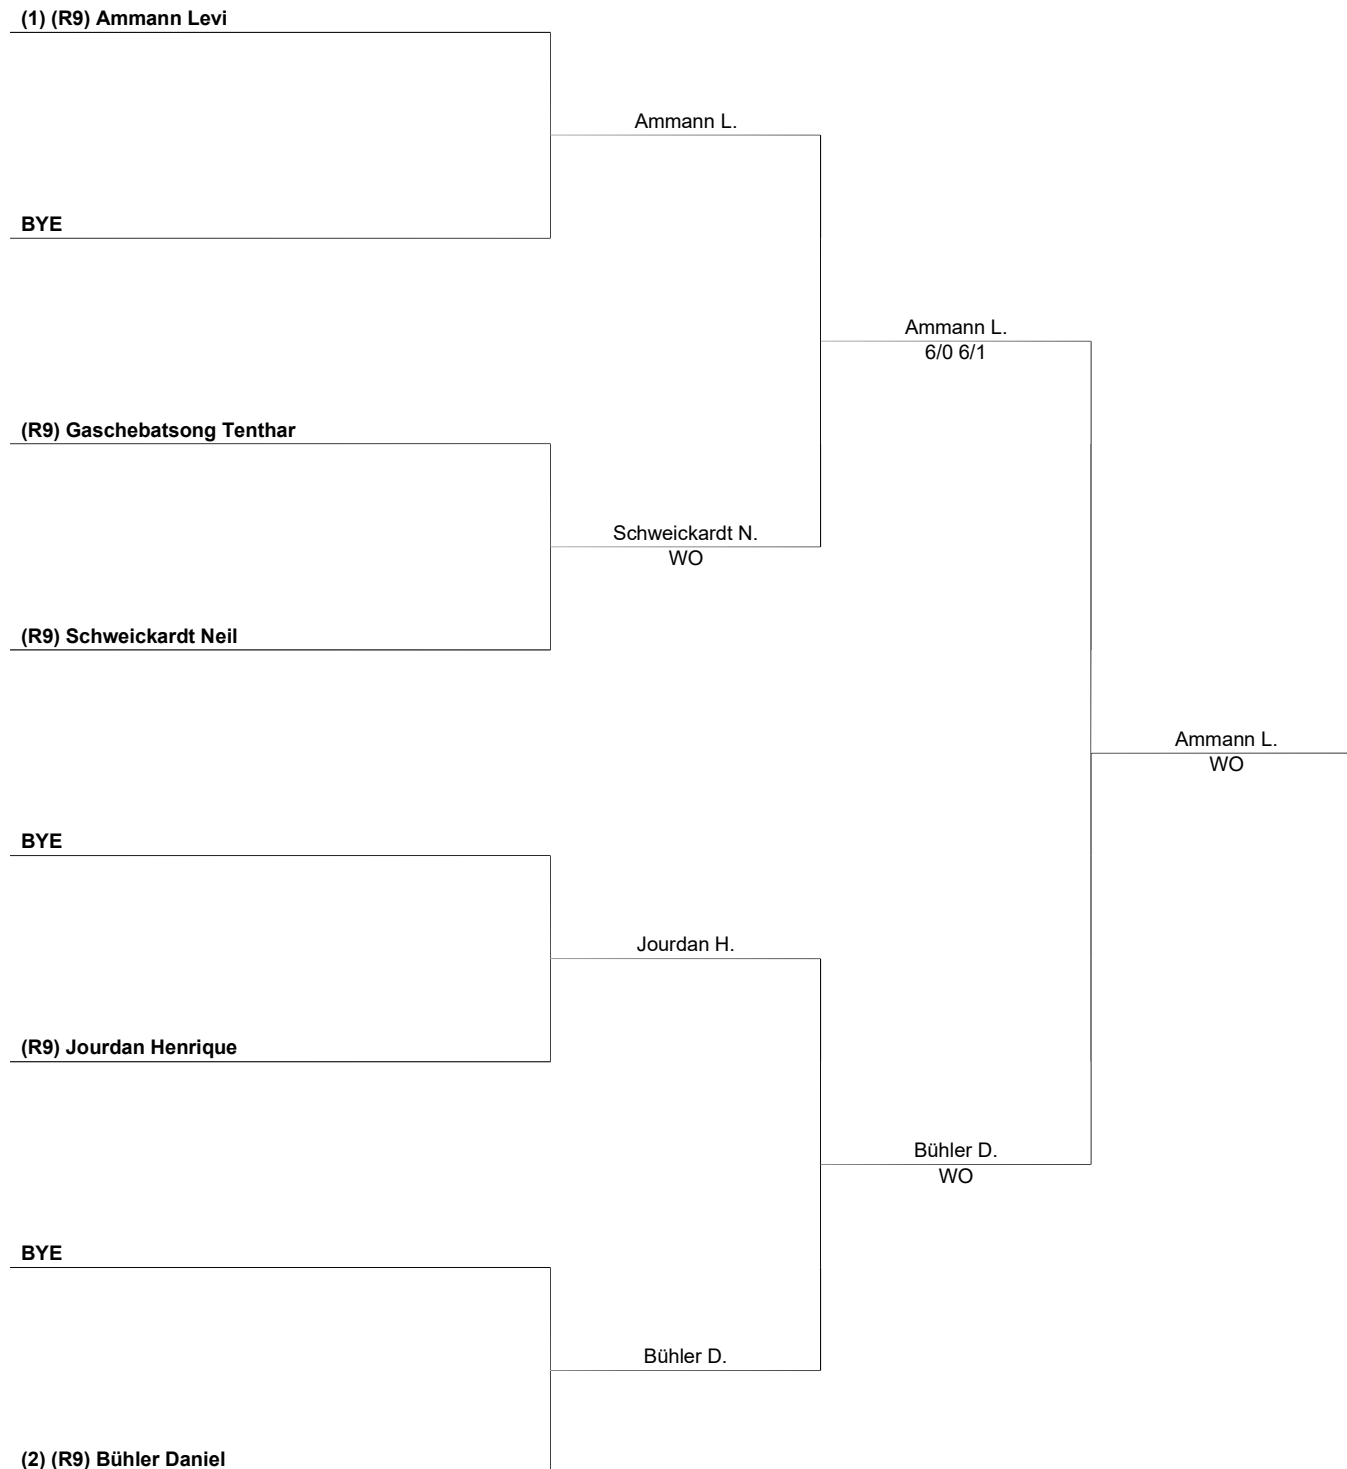 (1) (R9) Ammann Levi
Ammann L.
BYE
Ammann L.
6/0 6/1
(R9) Gaschebatsong Tenthar
Schweickardt N.
WO
(R9) Schweickardt Neil
Ammann L.
WO
BYE
Jourdan H.
(R9) Jourdan Henrique
Bühler D.
WO
BYE
Bühler D.
(2) (R9) Bühler Daniel